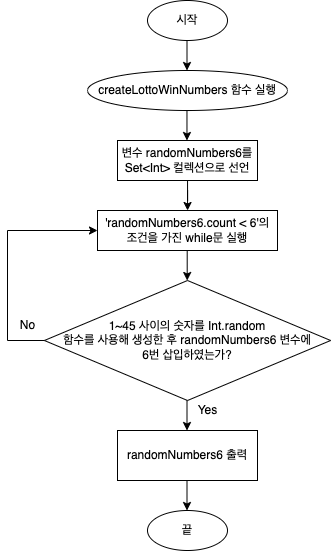 시작
createLottoWinNumbers 함수 실행
변수 randomNumbers6를
Set<Int> 컬렉션으로 선언
'randomNumbers6.count < 6'의
조건을 가진 while문 실행
No
1~45 사이의 숫자를 Int.random
함수를 사용해 생성한 후 randomNumbers6 변수에
6번 삽입하였는가?
Yes
randomNumbers6 출력
끝